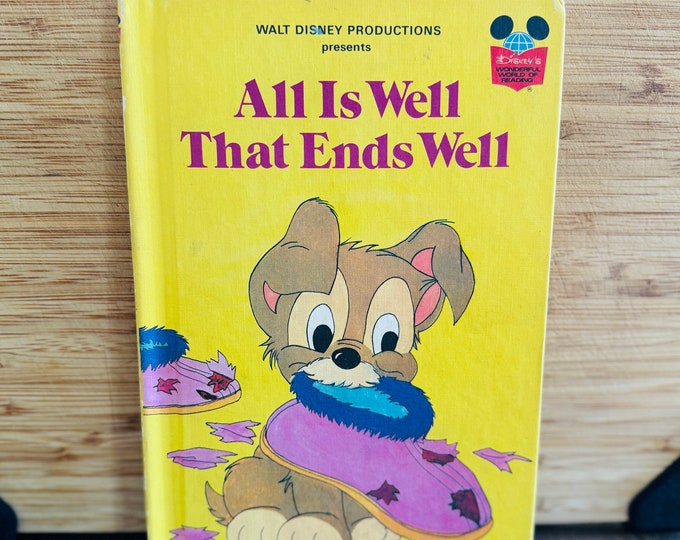 WALT DISNEY PRODUCTIONS
presents
Disney's
WONDERFUL
WORLD OF
READING
®
All Is Well
That Ends Well